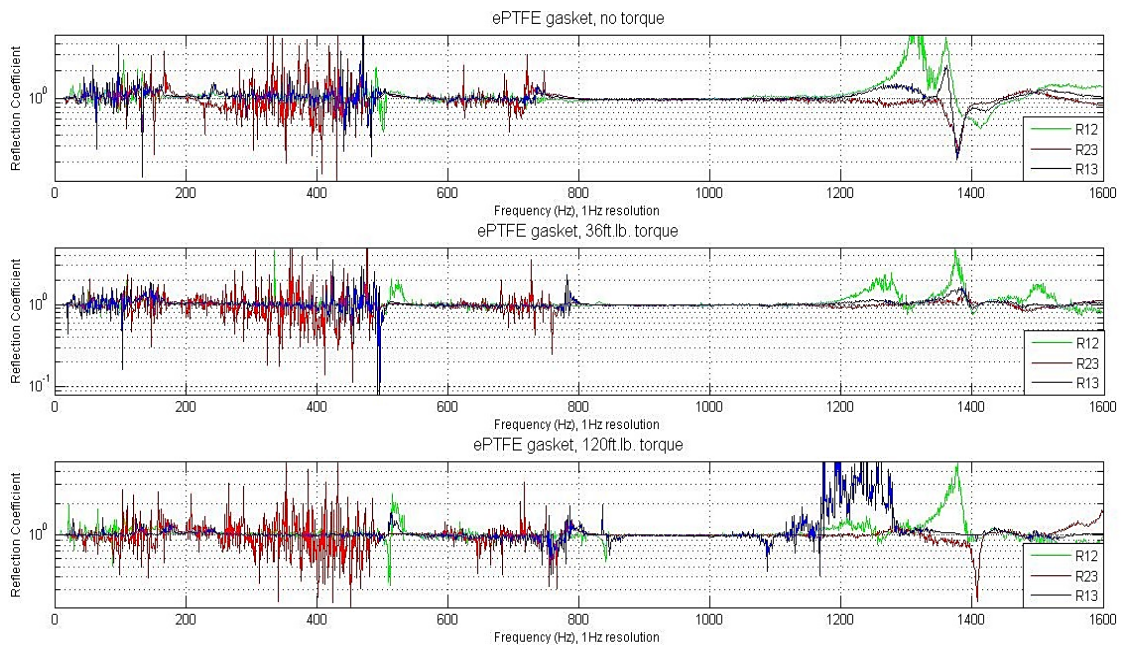 ePTFE gasket, no torque
Reflection Coefficient
10^0
R12
R23
R13
0 200 400 600 800 1000 1200 1400 1600
Frequency (Hz), 1Hz resolution
ePTFE gasket, 36ft.lb. torque
Reflection Coefficient
10^0
10^-1
R12
R23
R13
0 200 400 600 800 1000 1200 1400 1600
Frequency (Hz), 1Hz resolution
ePTFE gasket, 120ft.lb. torque
Reflection Coefficient
10^0
R12
R23
R13
0 200 400 600 800 1000 1200 1400 1600
Frequency (Hz), 1Hz resolution